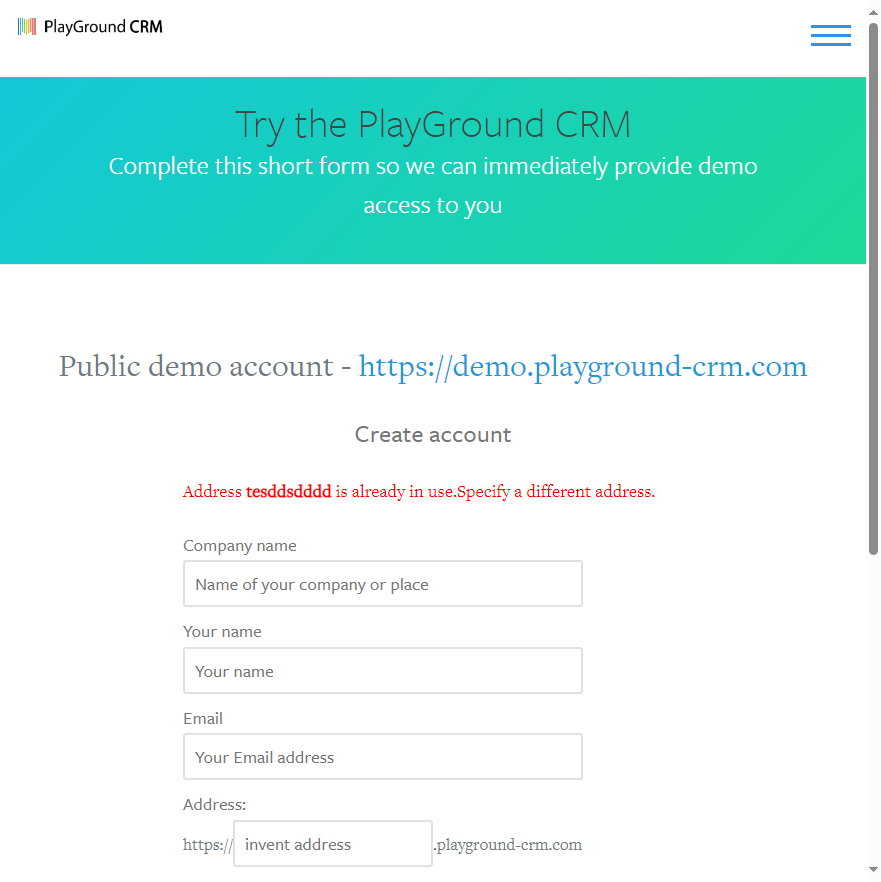 PlayGround CRM
Try the PlayGround CRM
Complete this short form so we can immediately provide demo
access to you
Public demo account - https://demo.playground-crm.com
Create account
Address tesddsdddd is already in use.Specify a different address.
Company name
Name of your company or place
Your name
Your name
Email
Your Email address
Address:
https:// invent address .playground-crm.com